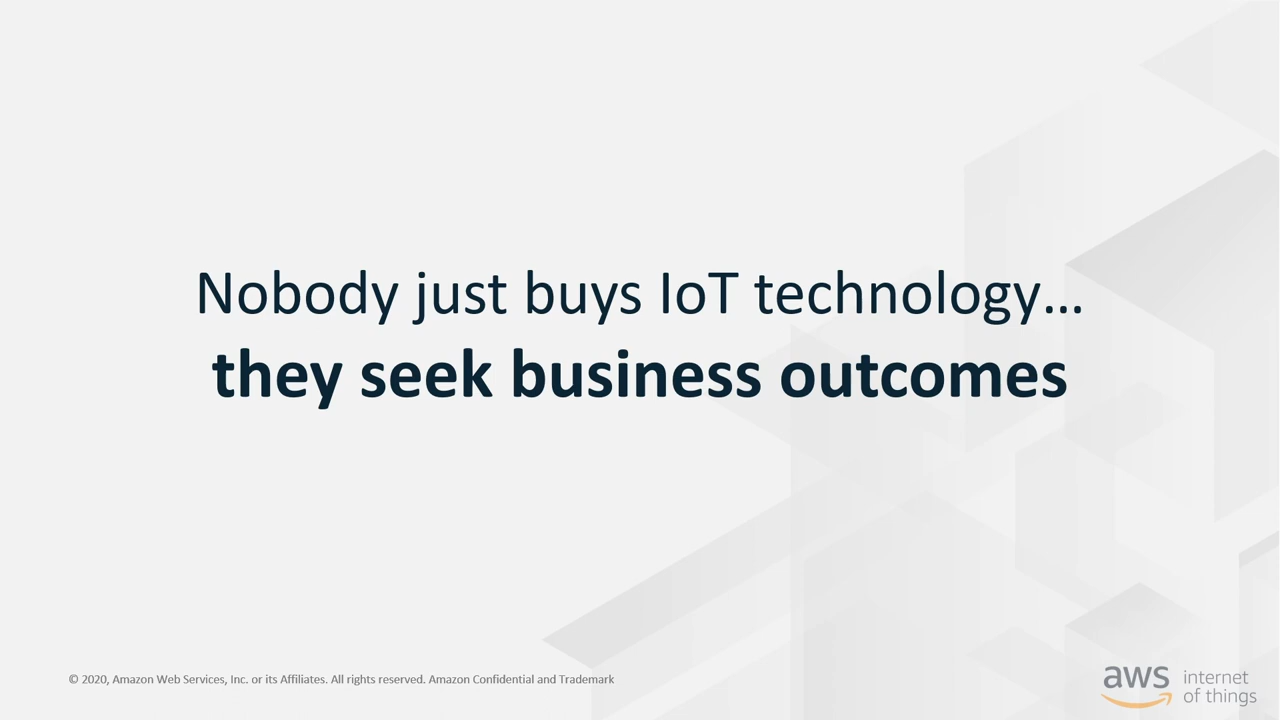 Nobody just buys IoT technology…
they seek business outcomes
© 2020, Amazon Web Services, Inc. or its Affiliates. All rights reserved. Amazon Confidential and Trademark
aws internet
of things